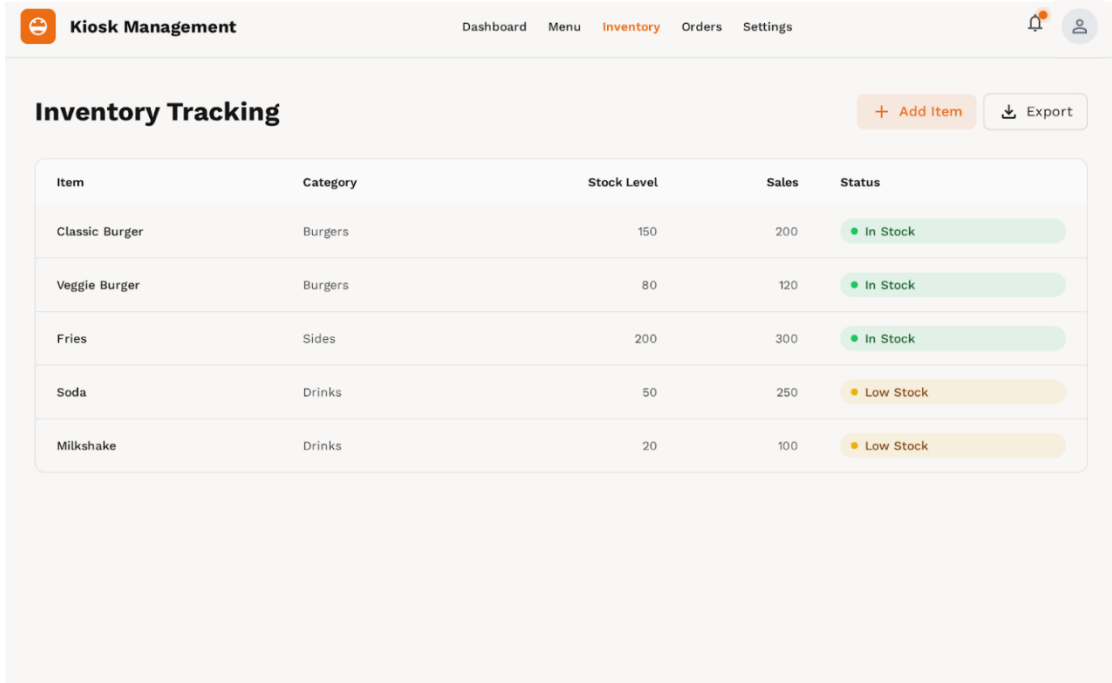 Kiosk Management
Dashboard Menu Inventory Orders Settings
Inventory Tracking
Add Item
Export
Item Category Stock Level Sales Status
Classic Burger Burgers 150 200 In Stock
Veggie Burger Burgers 80 120 In Stock
Fries Sides 200 300 In Stock
Soda Drinks 50 250 Low Stock
Milkshake Drinks 20 100 Low Stock